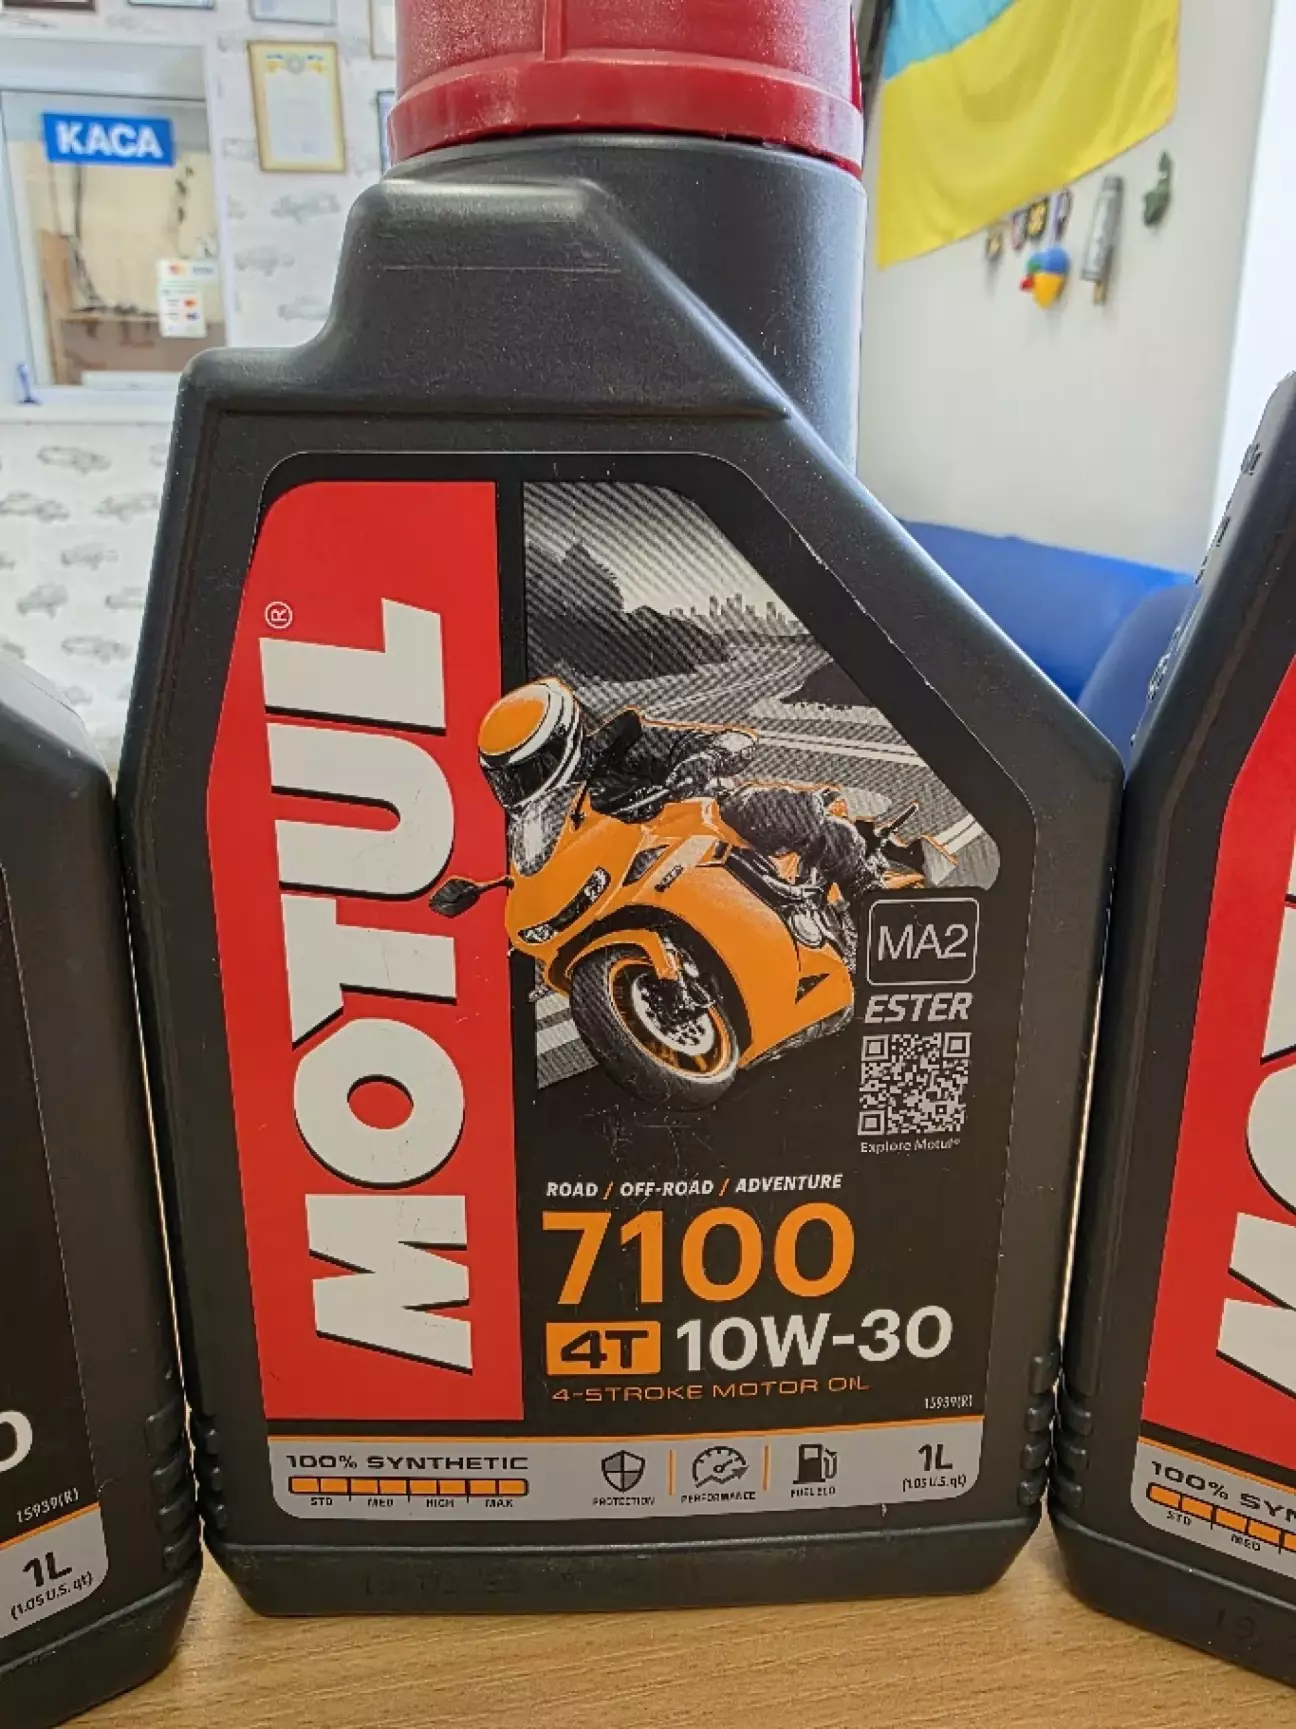 КАСА
MOTUL®
MA2
ESTER
Explore Motul®
ROAD / OFF-ROAD / ADVENTURE
7100
4T 10W-30
4-STROKE MOTOR OIL
15939(R)
100% SYNTHETIC
STD MED HIGH MAX
PROTECTION
PERFORMANCE
FUEL ECO
1L
(1.05 U.S. qt)
15939(R)
1L
(1.05 U.S. qt)
100%
STD MED